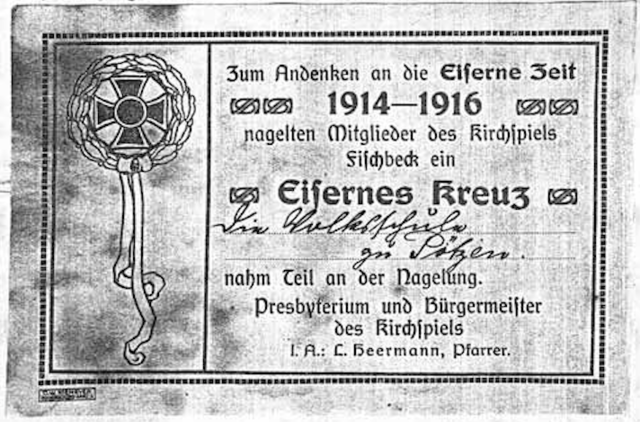 Zum Andenken an die Eiserne Zeit
1914—1916
nagelten Mitglieder des Kirchspiels
Fischbeck ein
Eisernes Kreuz
Die Volksschule
zu Pötzen.
nahm Teil an der Nagelung.
Presbyterium und Bürgermeister
des Kirchspiels
I. A.: L. Heermann, Pfarrer.